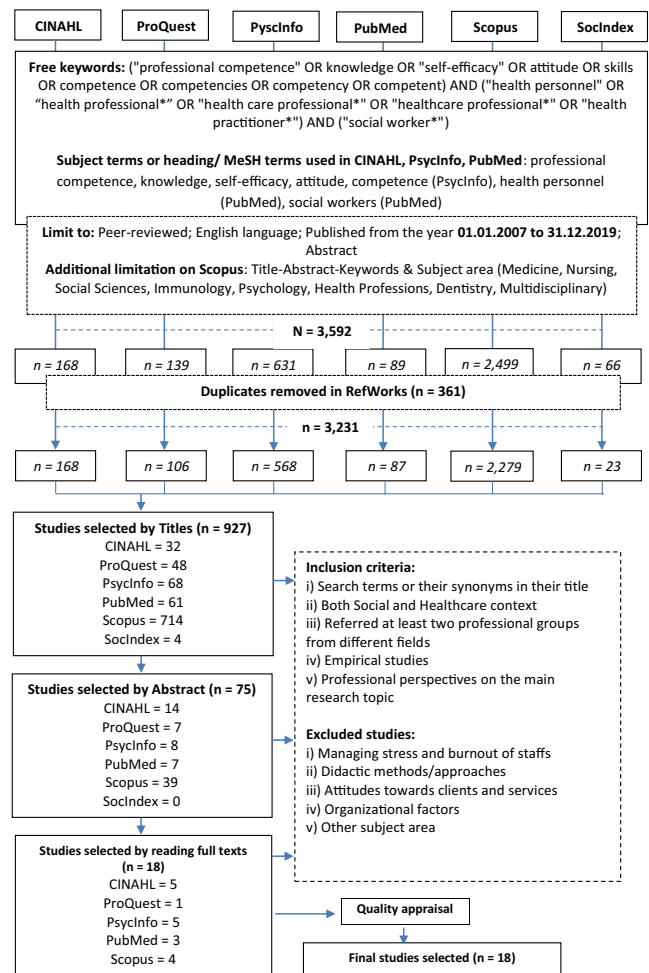 CINAHL
ProQuest
PyscInfo
PubMed
Scopus
SocIndex
Free keywords: ("professional competence" OR knowledge OR "self-efficacy" OR attitude OR skills
OR competence OR competencies OR competency OR competent) AND ("health personnel" OR
“health professional*” OR "health care professional*" OR "healthcare professional*" OR "health
practitioner*") AND ("social worker*")
Subject terms or heading/ MeSH terms used in CINAHL, PsycInfo, PubMed: professional
competence, knowledge, self-efficacy, attitude, competence (PsycInfo), health personnel
(PubMed), social workers (PubMed)
Limit to: Peer-reviewed; English language; Published from the year 01.01.2007 to 31.12.2019;
Abstract
Additional limitation on Scopus: Title-Abstract-Keywords & Subject area (Medicine, Nursing,
Social Sciences, Immunology, Psychology, Health Professions, Dentistry, Multidisciplinary)
N = 3,592
n = 168
n = 139
n = 631
n = 89
n = 2,499
n = 66
Duplicates removed in RefWorks (n = 361)
n = 3,231
n = 168
n = 106
n = 568
n = 87
n = 2,279
n = 23
Studies selected by Titles (n = 927)
CINAHL = 32
ProQuest = 48
PsycInfo = 68
PubMed = 61
Scopus = 714
SocIndex = 4
Inclusion criteria:
i) Search terms or their synonyms in their title
ii) Both Social and Healthcare context
iii) Referred at least two professional groups
from different fields
iv) Empirical studies
v) Professional perspectives on the main
research topic
Excluded studies:
i) Managing stress and burnout of staffs
ii) Didactic methods/approaches
iii) Attitudes towards clients and services
iv) Organizational factors
v) Other subject area
Studies selected by Abstract (n = 75)
CINAHL = 14
ProQuest = 7
PsycInfo = 8
PubMed = 7
Scopus = 39
SocIndex = 0
Studies selected by reading full texts
(n = 18)
CINAHL = 5
ProQuest = 1
PsycInfo = 5
PubMed = 3
Scopus = 4
Quality appraisal
Final studies selected (n = 18)